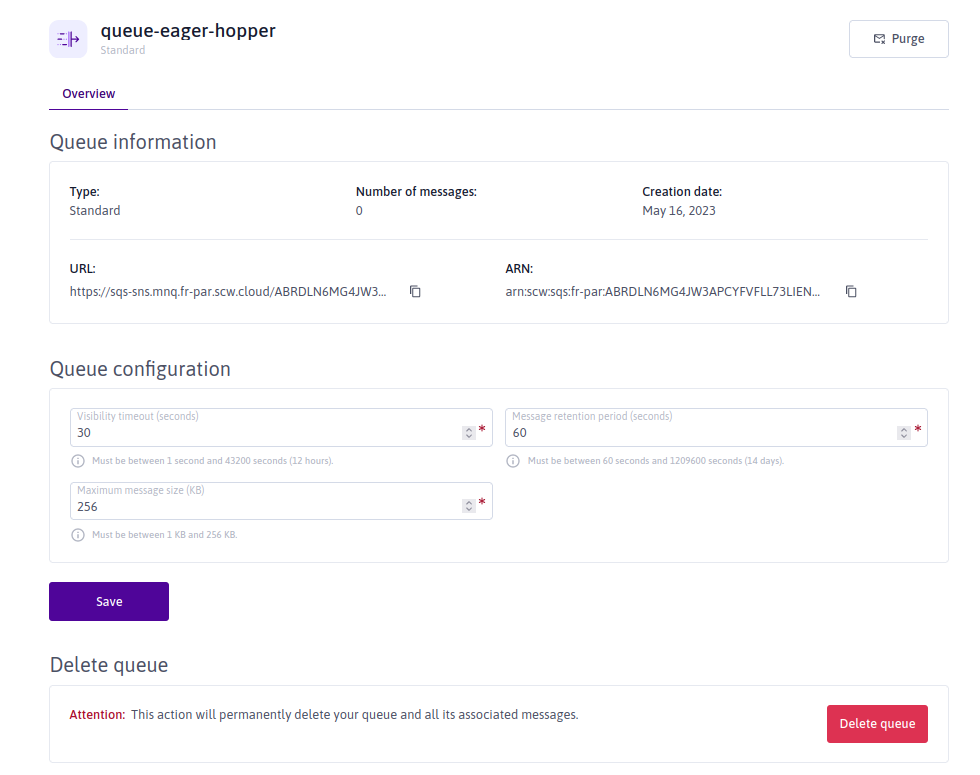 queue-eager-hopper
Standard
Purge
Overview
Queue information
Type:
Standard
Number of messages:
0
Creation date:
May 16, 2023
URL:
https://sqs-sns.mnq.fr-par.scw.cloud/ABRDLN6MG4JW3...
ARN:
arn:scw:sqs:fr-par:ABRDLN6MG4JW3APCYFVFLL73LIEN...
Queue configuration
Visibility timeout (seconds)
30 *
Must be between 1 second and 43200 seconds (12 hours).
Message retention period (seconds)
60 *
Must be between 60 seconds and 1209600 seconds (14 days).
Maximum message size (KB)
256 *
Must be between 1 KB and 256 KB.
Save
Delete queue
Attention: This action will permanently delete your queue and all its associated messages.
Delete queue